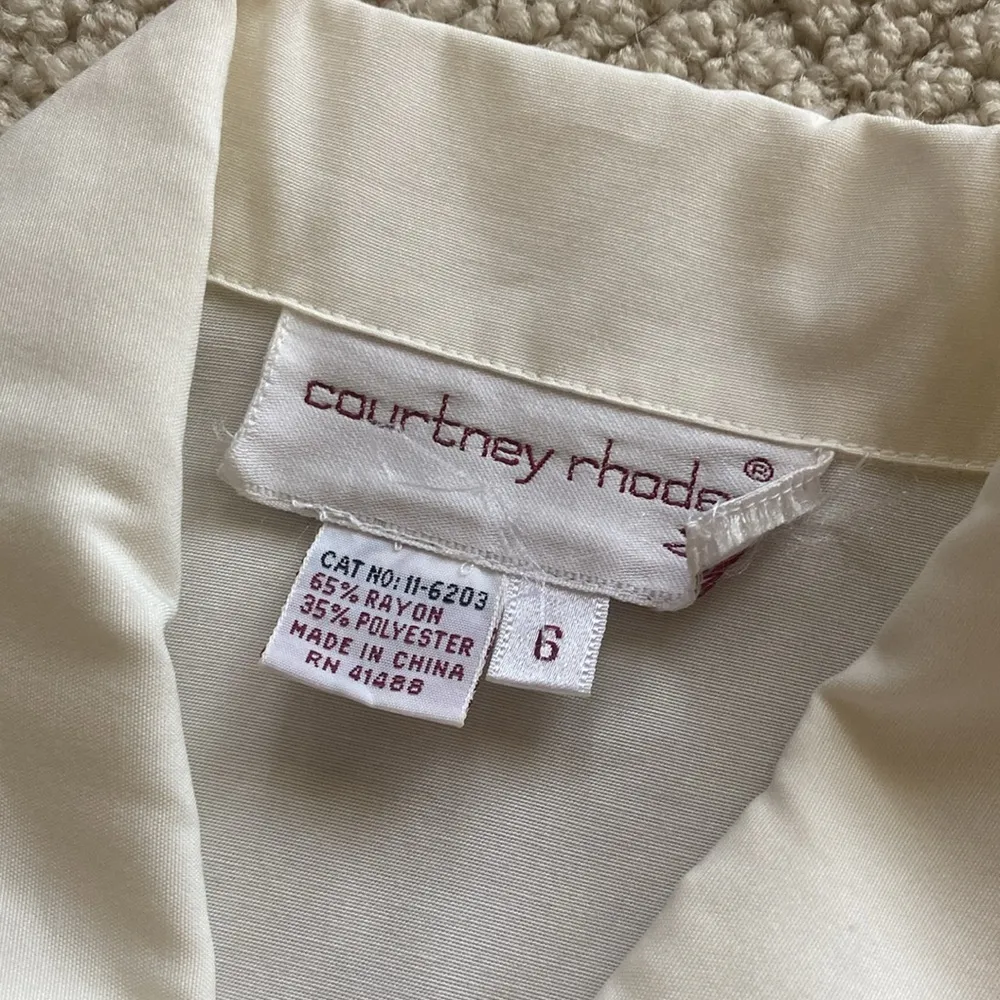 courtney rhode ®
CAT NO: 11-6203
65% RAYON
35% POLYESTER
MADE IN CHINA
RN 41488
6